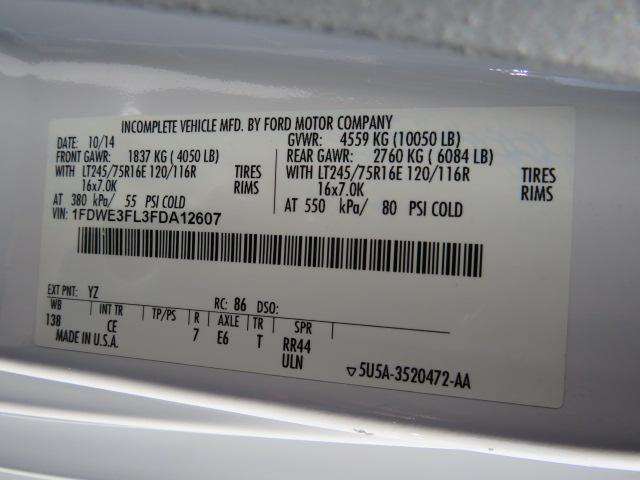 INCOMPLETE VEHICLE MFD. BY FORD MOTOR COMPANY
DATE: 10/14 GVWR: 4559 KG (10050 LB)
FRONT GAWR: 1837 KG ( 4050 LB) REAR GAWR: 2760 KG ( 6084 LB)
WITH LT245/75R16E 120/116R TIRES WITH LT245/75R16E 120/116R TIRES
16x7.0K RIMS 16x7.0K RIMS
AT 380 kPa/ 55 PSI COLD AT 550 kPa/ 80 PSI COLD
VIN: 1FDWE3FL3FDA12607
EXT PNT: YZ RC: 86 DSO:
WB INT TR TP/PS R AXLE TR SPR
138 CE 7 E6 T RR44
MADE IN U.S.A. ULN
5U5A-3520472-AA